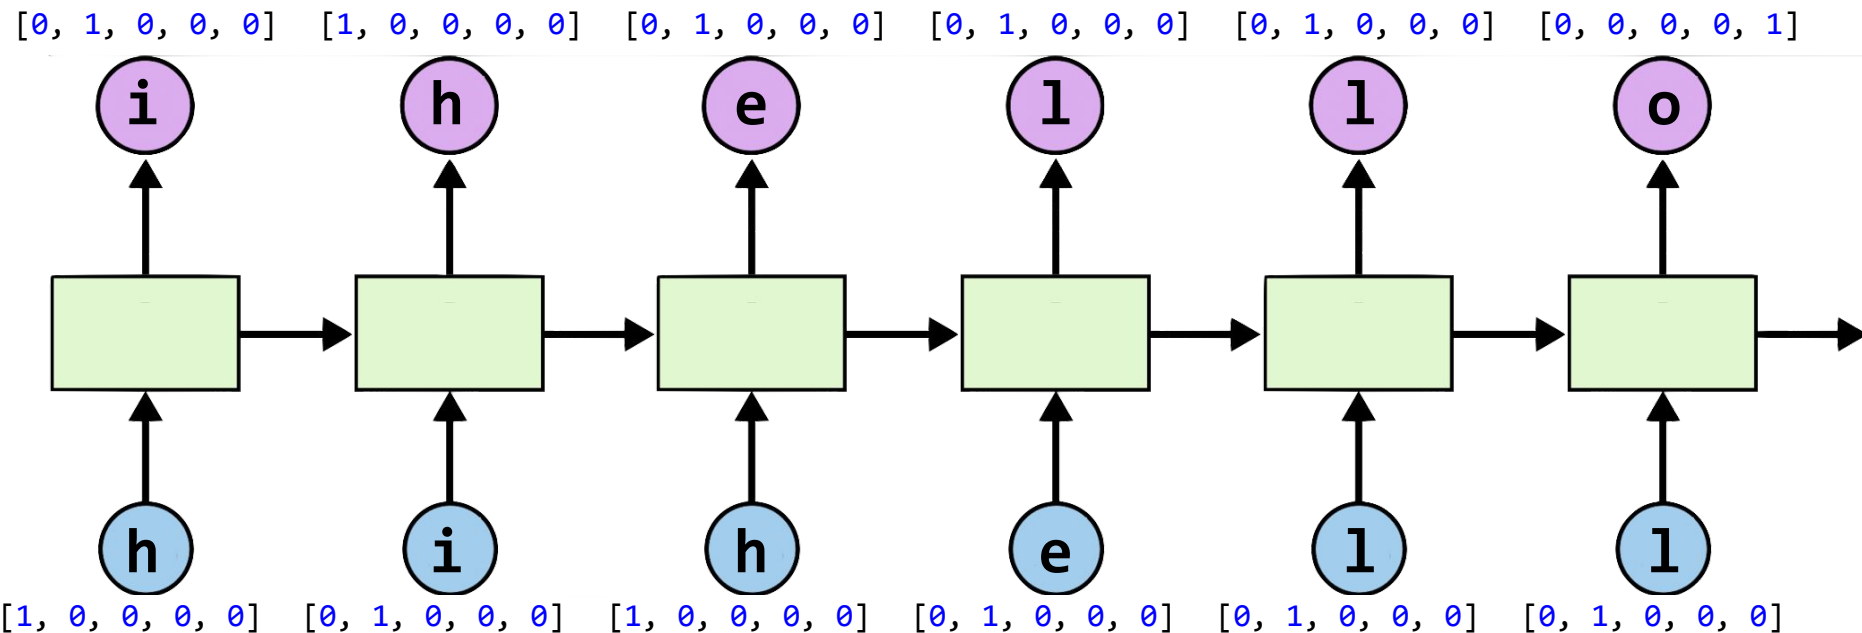 [0, 1, 0, 0, 0] [1, 0, 0, 0, 0] [0, 1, 0, 0, 0] [0, 1, 0, 0, 0] [0, 1, 0, 0, 0] [0, 0, 0, 0, 1]
i h e l l o
h i h e l l
[1, 0, 0, 0, 0] [0, 1, 0, 0, 0] [1, 0, 0, 0, 0] [0, 1, 0, 0, 0] [0, 1, 0, 0, 0] [0, 1, 0, 0, 0]